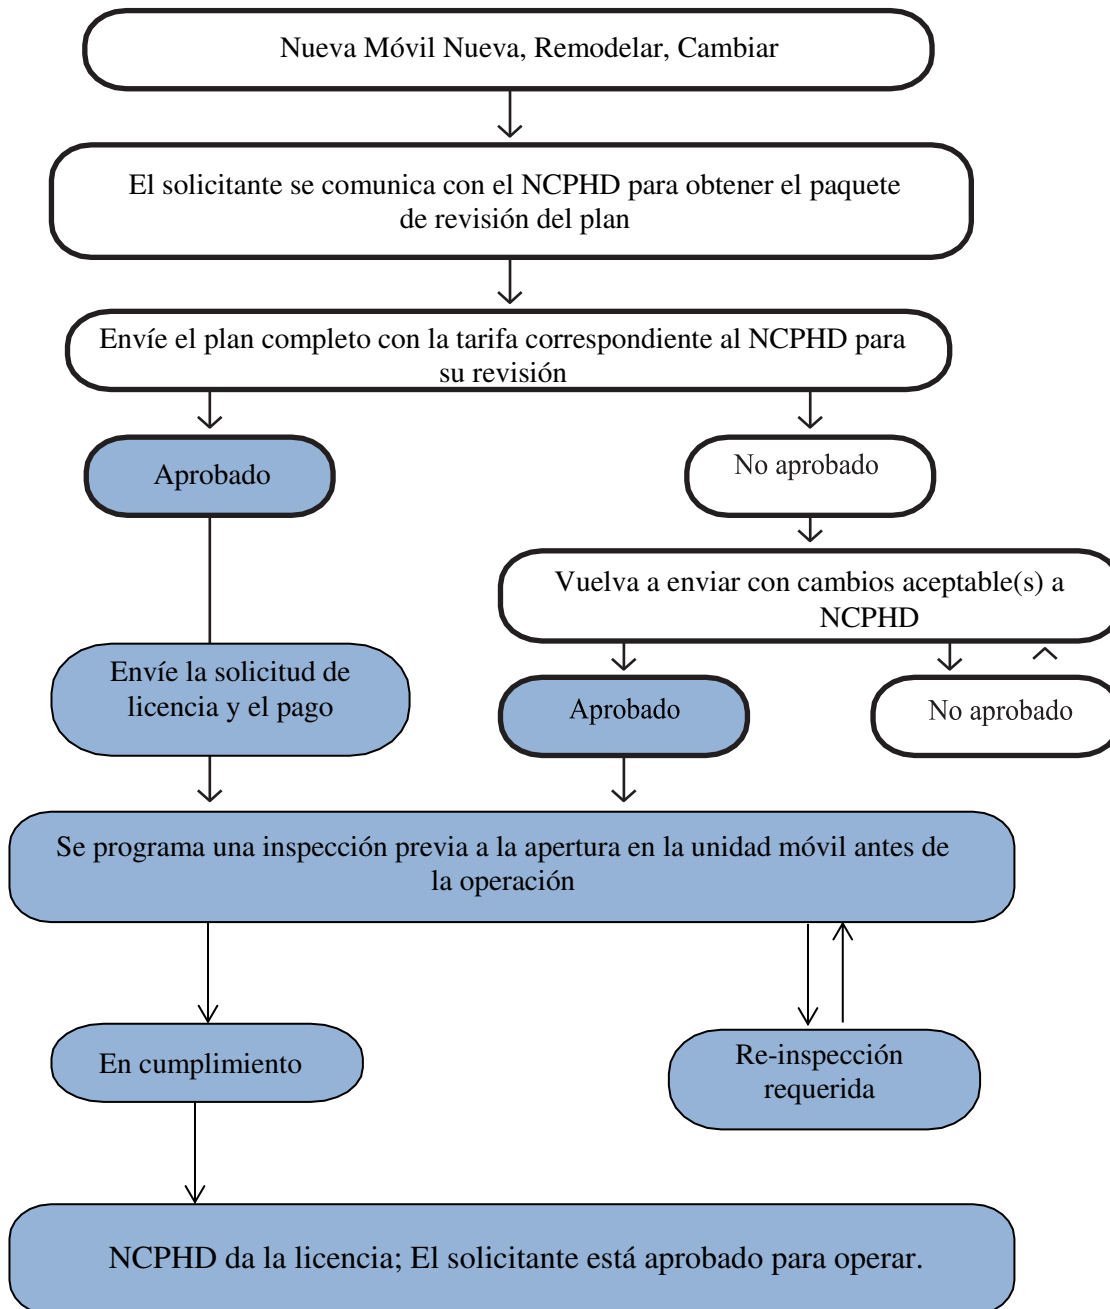 Nueva Móvil Nueva, Remodelar, Cambiar
El solicitante se comunica con el NCPHD para obtener el paquete
de revisión del plan
Envíe el plan completo con la tarifa correspondiente al NCPHD para
su revisión
Aprobado
No aprobado
Vuelva a enviar con cambios aceptable(s) a
NCPHD
Envíe la solicitud de
licencia y el pago
Aprobado
No aprobado
Se programa una inspección previa a la apertura en la unidad móvil antes de
la operación
En cumplimiento
Re-inspección
requerida
NCPHD da la licencia; El solicitante está aprobado para operar.